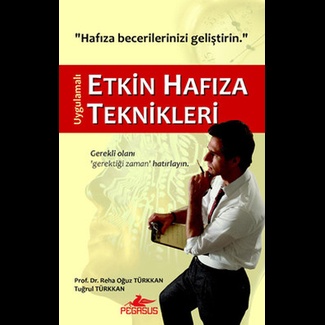 "Hafıza becerilerinizi geliştirin."
Uygulamalı
ETKİN HAFIZA
TEKNİKLERİ
Gerekli olanı
'gerektiği zaman' hatırlayın.
Prof. Dr. Reha Oğuz TÜRKKAN
Tuğrul TÜRKKAN
PEGASUS